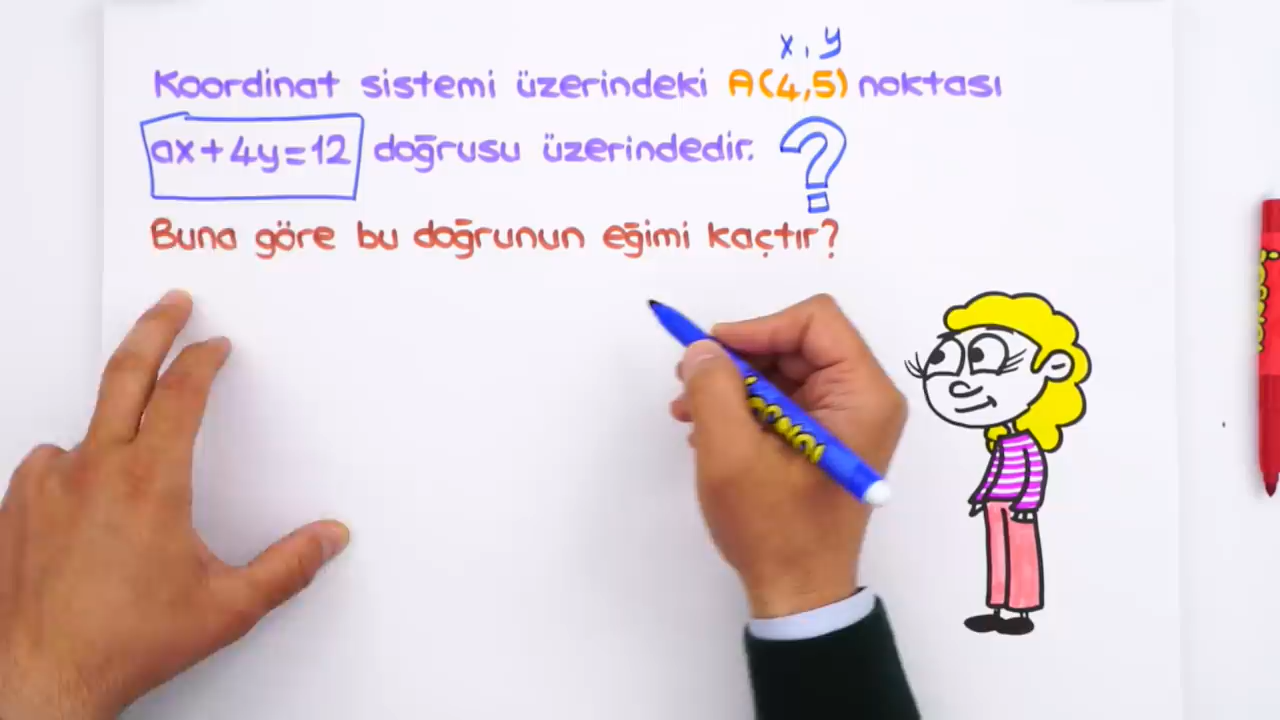 x, y
Koordinat sistemi üzerindeki A(4,5) noktası
ax+4y=12 doğrusu üzerindedir. ?
Buna göre bu doğrunun eğimi kaçtır?